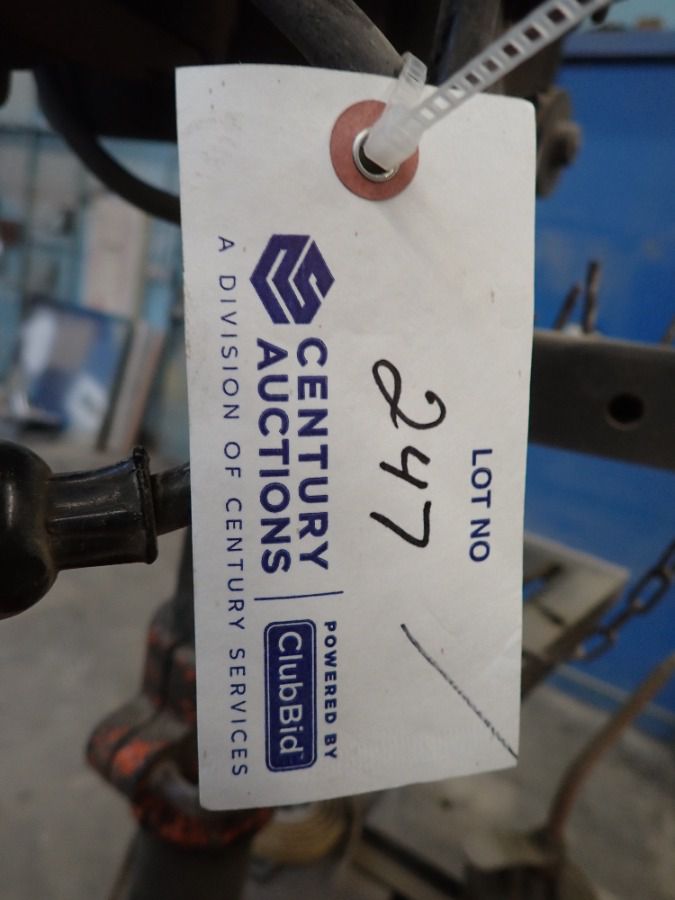 LOT NO
247
CENTURY
AUCTIONS
POWERED BY
ClubBid
A DIVISION OF CENTURY SERVICES